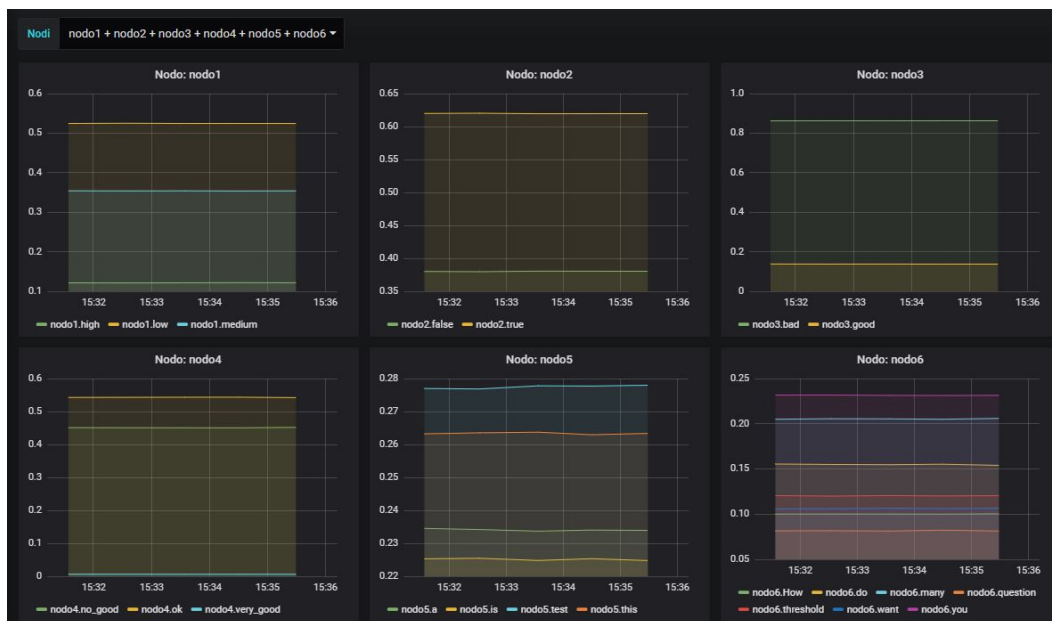 Nodi nodo1 + nodo2 + nodo3 + nodo4 + nodo5 + nodo6
Nodo: nodo1
0.6
0.5
0.4
0.3
0.2
0.1
15:32 15:33 15:34 15:35 15:36
nodo1.high nodo1.low nodo1.medium
Nodo: nodo2
0.65
0.60
0.55
0.50
0.45
0.40
0.35
15:32 15:33 15:34 15:35 15:36
nodo2.false nodo2.true
Nodo: nodo3
1.0
0.8
0.6
0.4
0.2
0
15:32 15:33 15:34 15:35 15:36
nodo3.bad nodo3.good
Nodo: nodo4
0.6
0.5
0.4
0.3
0.2
0.1
0
15:32 15:33 15:34 15:35 15:36
nodo4.no_good nodo4.ok nodo4.very_good
Nodo: nodo5
0.28
0.27
0.26
0.25
0.24
0.23
0.22
15:32 15:33 15:34 15:35 15:36
nodo5.a nodo5.is nodo5.test nodo5.this
Nodo: nodo6
0.25
0.20
0.15
0.10
0.05
15:32 15:33 15:34 15:35 15:36
nodo6.How nodo6.do nodo6.many nodo6.question
nodo6.threshold nodo6.want nodo6.you